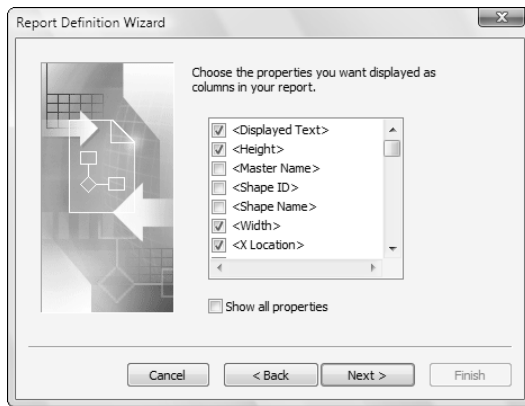 Report Definition Wizard
Choose the properties you want displayed as
columns in your report.
<Displayed Text>
<Height>
<Master Name>
<Shape ID>
<Shape Name>
<Width>
<X Location>
Show all properties
Cancel
< Back
Next >
Finish